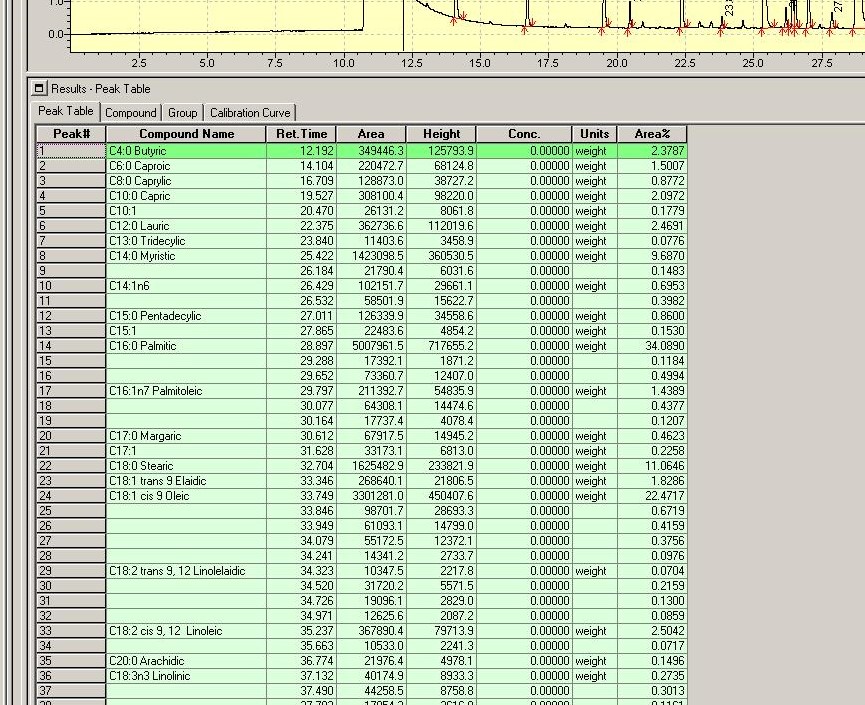 1.0
0.0
2.5 5.0 7.5 10.0 12.5 15.0 17.5 20.0 22.5 25.0 27.5
Results - Peak Table
Peak Table Compound Group Calibration Curve
Peak# Compound Name Ret.Time Area Height Conc. Units Area%
1 C4:0 Butyric 12.192 349446.3 125793.9 0.00000 weight 2.3787
2 C6:0 Caproic 14.104 220472.7 68124.8 0.00000 weight 1.5007
3 C8:0 Caprylic 16.709 128873.0 38727.2 0.00000 weight 0.8772
4 C10:0 Capric 19.527 308100.4 98220.0 0.00000 weight 2.0972
5 C10:1 20.470 26131.2 8061.8 0.00000 weight 0.1779
6 C12:0 Lauric 22.375 362736.6 112019.6 0.00000 weight 2.4691
7 C13:0 Tridecylic 23.840 11403.6 3458.9 0.00000 weight 0.0776
8 C14:0 Myristic 25.422 1423098.5 360530.5 0.00000 weight 9.6870
9 26.184 21790.4 6031.6 0.00000 0.1483
10 C14:1n6 26.429 102151.7 29661.1 0.00000 weight 0.6953
11 26.532 58501.9 15622.7 0.00000 0.3982
12 C15:0 Pentadecylic 27.011 126339.9 34558.6 0.00000 weight 0.8600
13 C15:1 27.865 22483.6 4854.2 0.00000 weight 0.1530
14 C16:0 Palmitic 28.897 5007961.5 717655.2 0.00000 weight 34.0890
15 29.288 17392.1 1871.2 0.00000 0.1184
16 29.652 73360.7 12407.0 0.00000 0.4994
17 C16:1n7 Palmitoleic 29.797 211392.7 54835.9 0.00000 weight 1.4389
18 30.077 64308.1 14474.6 0.00000 0.4377
19 30.164 17737.4 4078.4 0.00000 0.1207
20 C17:0 Margaric 30.612 67917.5 14945.2 0.00000 weight 0.4623
21 C17:1 31.628 33173.1 6813.0 0.00000 weight 0.2258
22 C18:0 Stearic 32.704 1625482.9 233821.9 0.00000 weight 11.0646
23 C18:1 trans 9 Elaidic 33.346 268640.1 21806.5 0.00000 weight 1.8286
24 C18:1 cis 9 Oleic 33.749 3301281.0 450407.6 0.00000 weight 22.4717
25 33.846 98701.7 28693.3 0.00000 0.6719
26 33.949 61093.1 14799.0 0.00000 0.4159
27 34.079 55172.5 12372.1 0.00000 0.3756
28 34.241 14341.2 2733.7 0.00000 0.0976
29 C18:2 trans 9, 12 Linolelaidic 34.323 10347.5 2217.8 0.00000 weight 0.0704
30 34.520 31720.2 5571.5 0.00000 0.2159
31 34.726 19096.1 2829.0 0.00000 0.1300
32 34.971 12625.6 2087.2 0.00000 0.0859
33 C18:2 cis 9, 12 Linoleic 35.237 367890.4 79713.9 0.00000 weight 2.5042
34 35.663 10533.0 2241.3 0.00000 0.0717
35 C20:0 Arachidic 36.774 21976.4 4978.1 0.00000 weight 0.1496
36 C18:3n3 Linolinic 37.132 40174.9 8933.3 0.00000 weight 0.2735
37 37.490 44258.5 8758.8 0.00000 0.3013